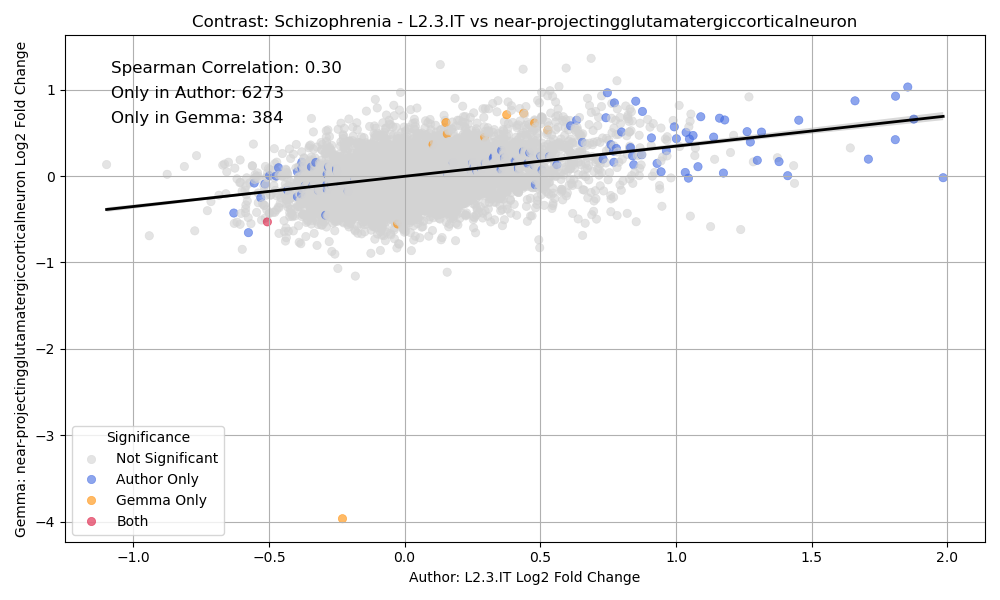 Contrast: Schizophrenia - L2.3.IT vs near-projectingglutamatergiccorticalneuron
Spearman Correlation: 0.30
Only in Author: 6273
Only in Gemma: 384
Gemma: near-projectingglutamatergiccorticalneuron Log2 Fold Change
1
0
−1
−2
−3
−4
Significance
Not Significant
Author Only
Gemma Only
Both
−1.0
−0.5
0.0
0.5
1.0
1.5
2.0
Author: L2.3.IT Log2 Fold Change